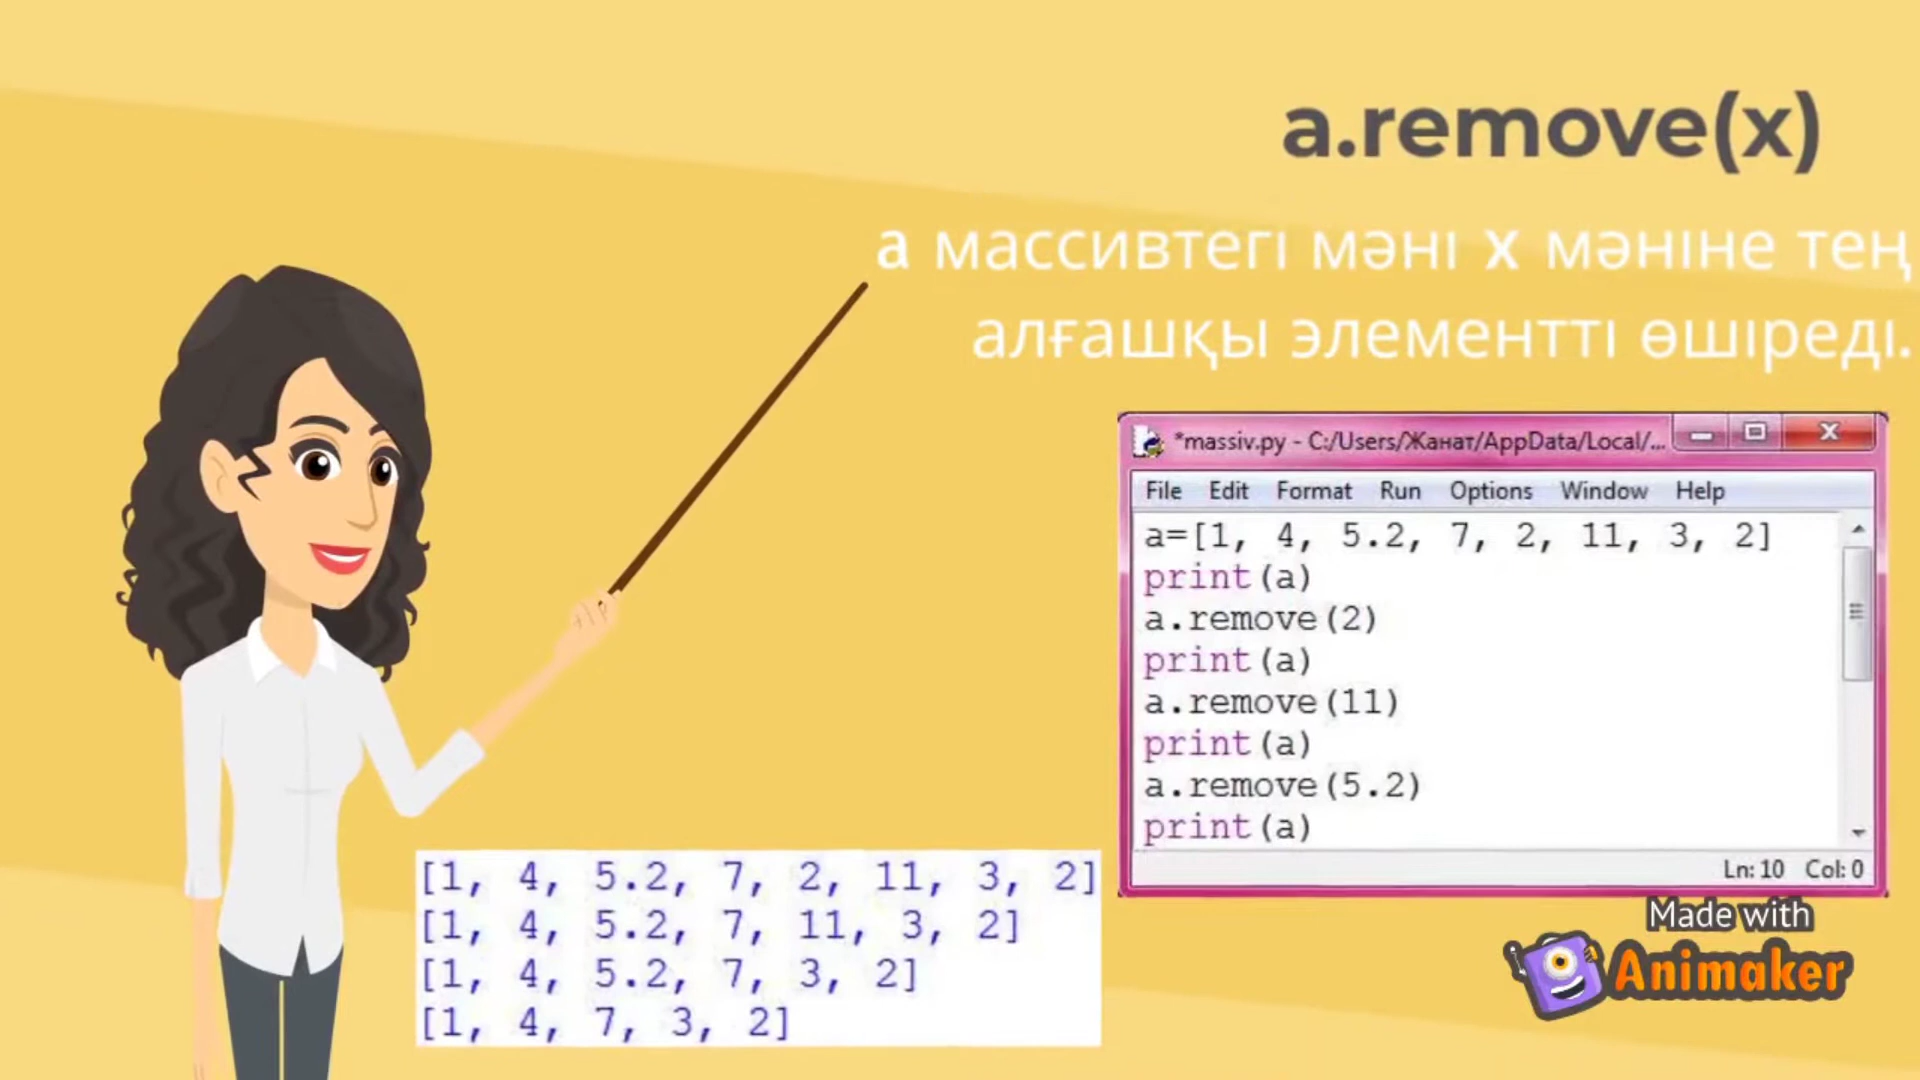 a.remove(x)
а массивтегі мәні х мәніне тең
алғашқы элементті өшіреді.
*massiv.py - C:/Users/Жанат/AppData/Local/...
File Edit Format Run Options Window Help
a=[1, 4, 5.2, 7, 2, 11, 3, 2]
print(a)
a.remove(2)
print(a)
a.remove(11)
print(a)
a.remove(5.2)
print(a)
Ln: 10 Col: 0
[1, 4, 5.2, 7, 2, 11, 3, 2]
[1, 4, 5.2, 7, 11, 3, 2]
[1, 4, 5.2, 7, 3, 2]
[1, 4, 7, 3, 2]
Made with
Animaker